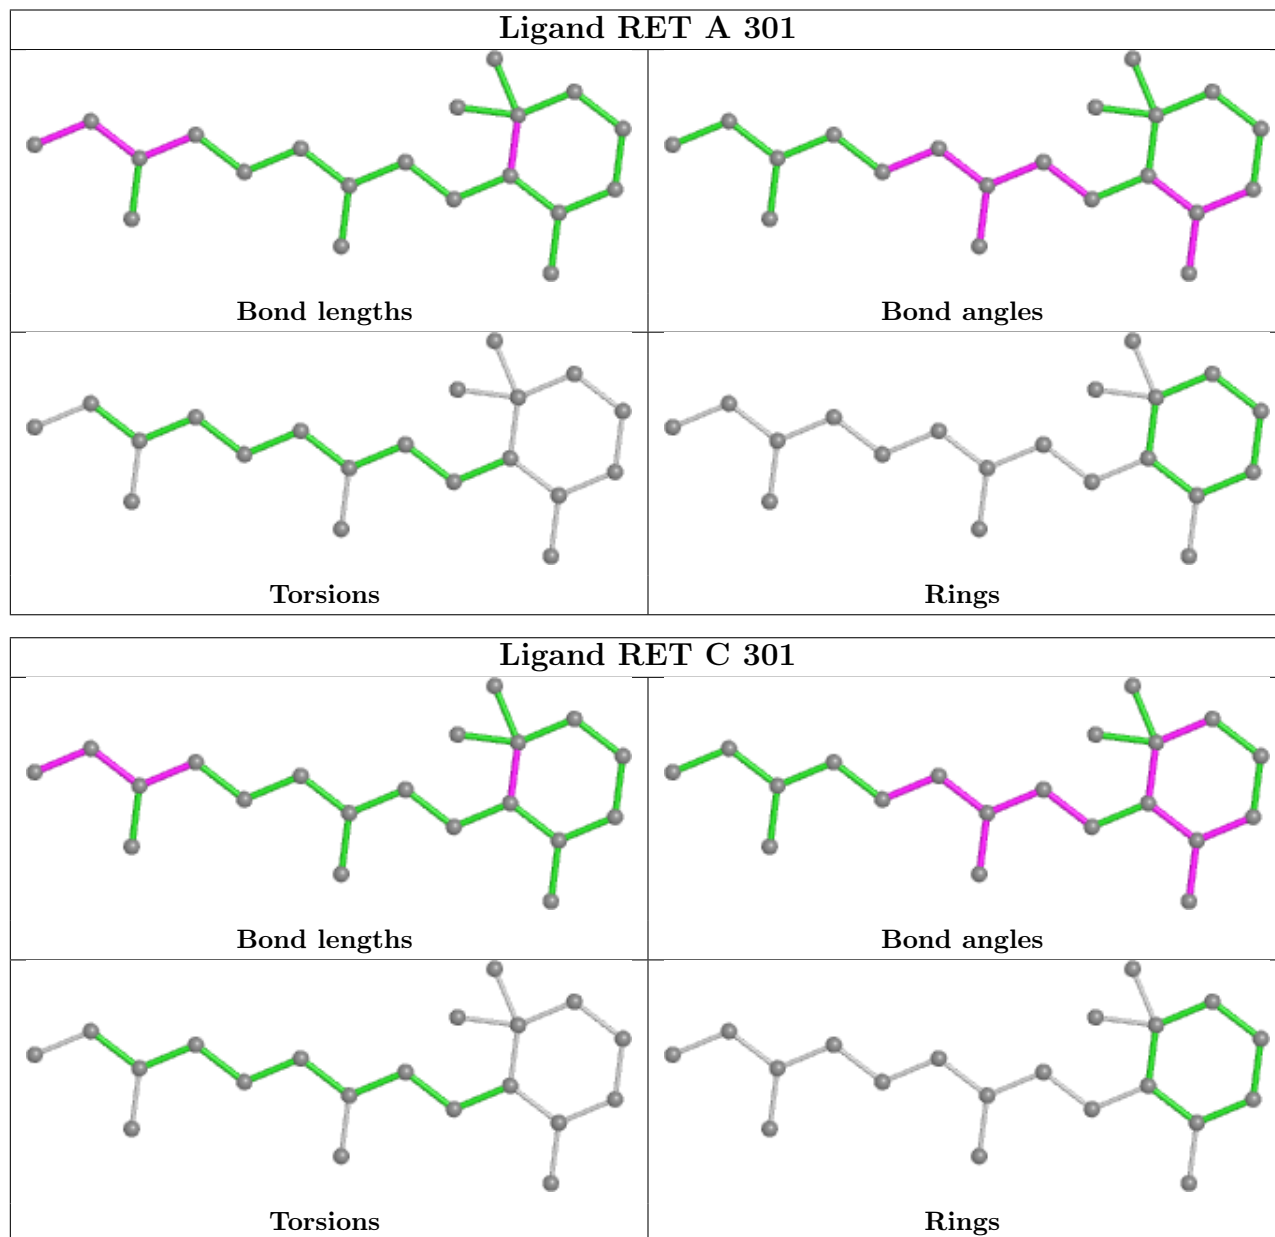 Ligand RET A 301
Bond lengths
Bond angles
Torsions
Rings
Ligand RET C 301
Bond lengths
Bond angles
Torsions
Rings